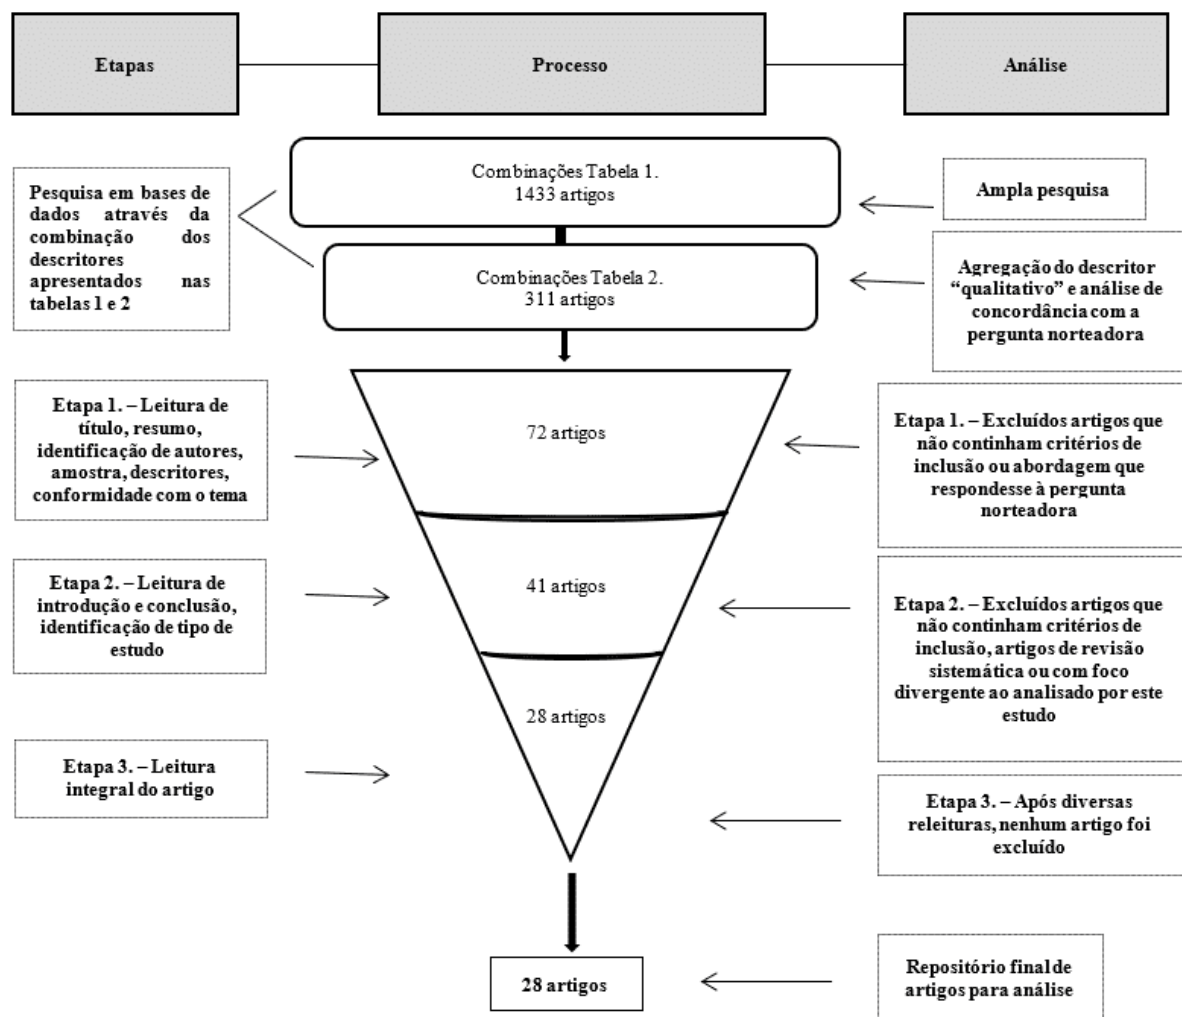 Etapas
Processo
Análise
Combinações Tabela 1.
1433 artigos
Pesquisa em bases de
dados através da
combinação dos
descritores
apresentados nas
tabelas 1 e 2
Ampla pesquisa
Combinações Tabela 2.
311 artigos
Agregação do descritor
“qualitativo” e análise de
concordância com a
pergunta norteadora
Etapa 1. – Leitura de
título, resumo,
identificação de autores,
amostra, descritores,
conformidade com o tema
72 artigos
Etapa 1. – Excluídos artigos que
não continham critérios de
inclusão ou abordagem que
respondesse à pergunta
norteadora
Etapa 2. – Leitura de
introdução e conclusão,
identificação de tipo de
estudo
41 artigos
Etapa 2. – Excluídos artigos que
não continham critérios de
inclusão, artigos de revisão
sistemática ou com foco
divergente ao analisado por este
estudo
28 artigos
Etapa 3. – Leitura
integral do artigo
Etapa 3. – Após diversas
releituras, nenhum artigo foi
excluído
28 artigos
Repositório final de
artigos para análise